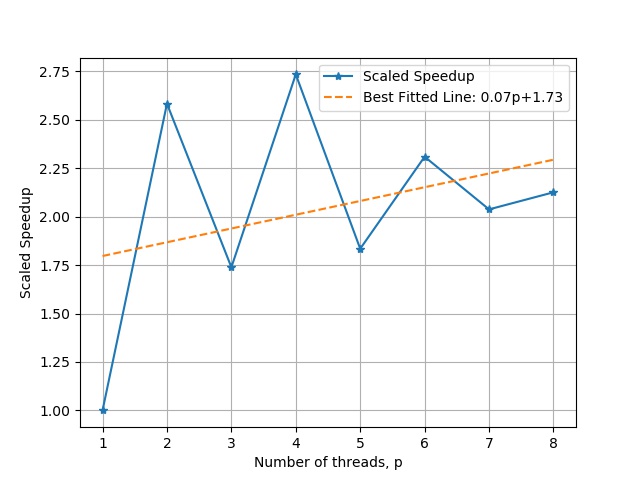 2.75
2.50
2.25
2.00
1.75
1.50
1.25
1.00
Scaled Speedup
Scaled Speedup
Best Fitted Line: 0.07p+1.73
1 2 3 4 5 6 7 8
Number of threads, p